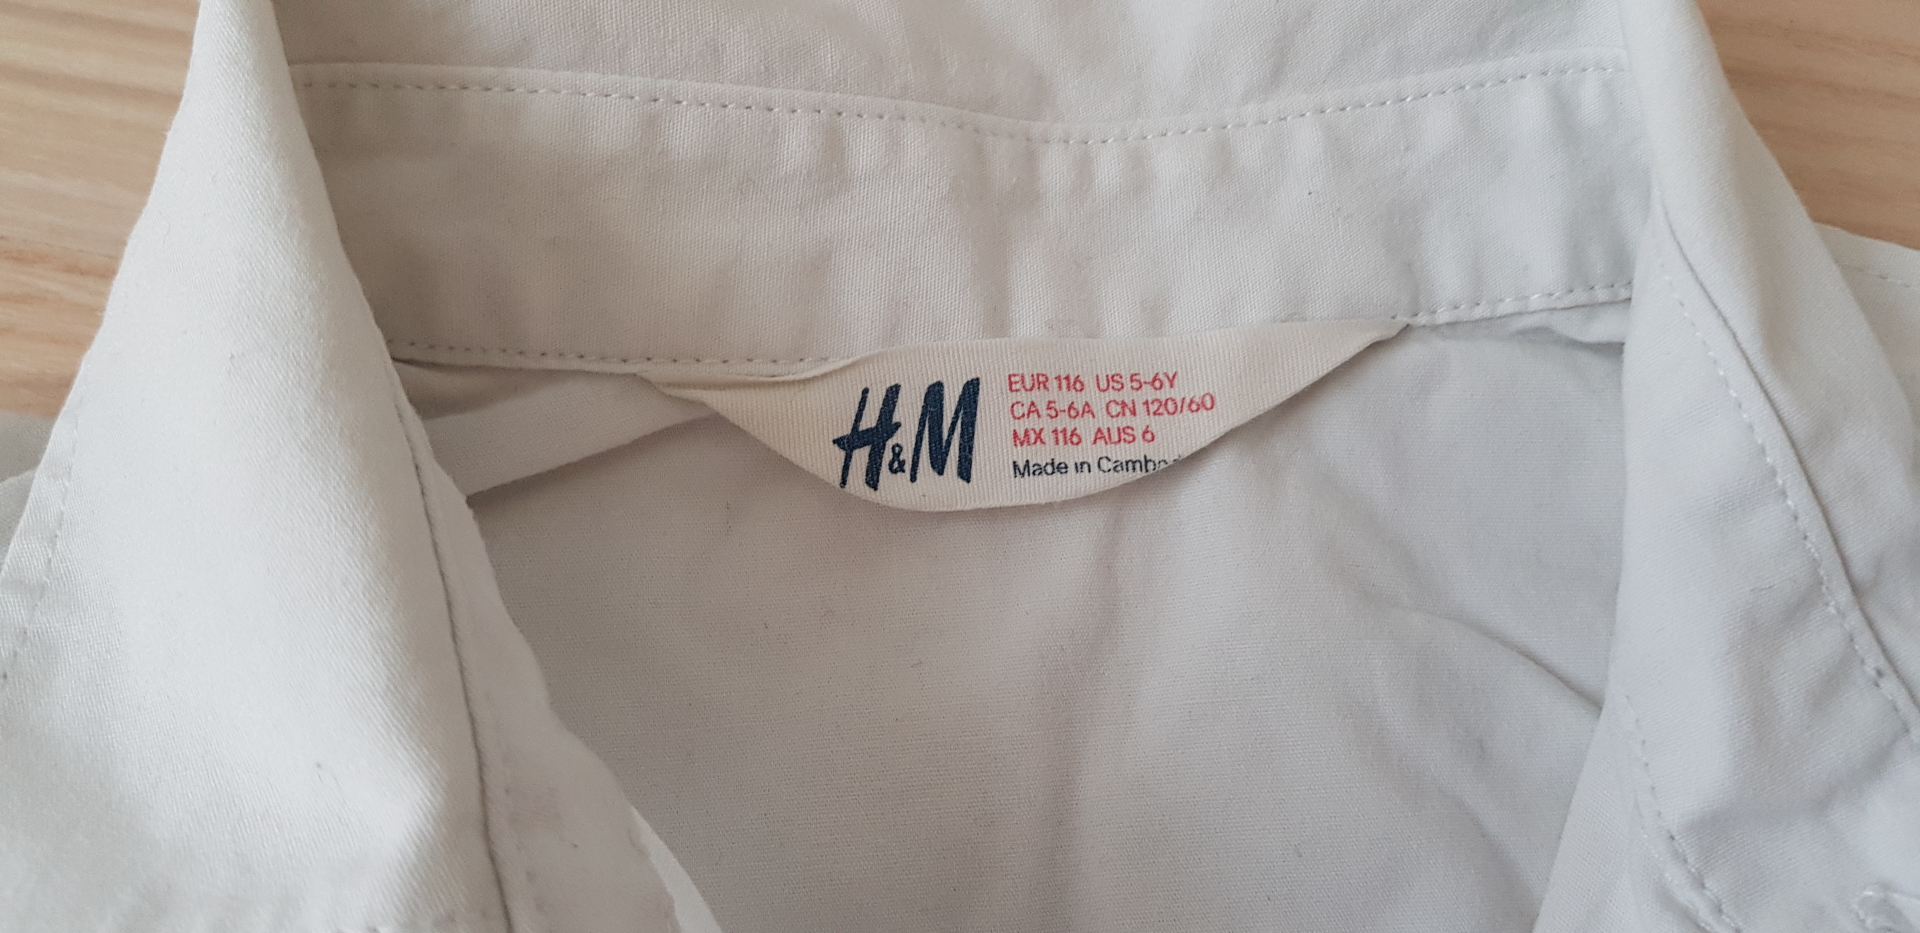 H&M
EUR 116 US 5-6Y
CA 5-6A CN 120/60
MX 116 AUS 6
Made in